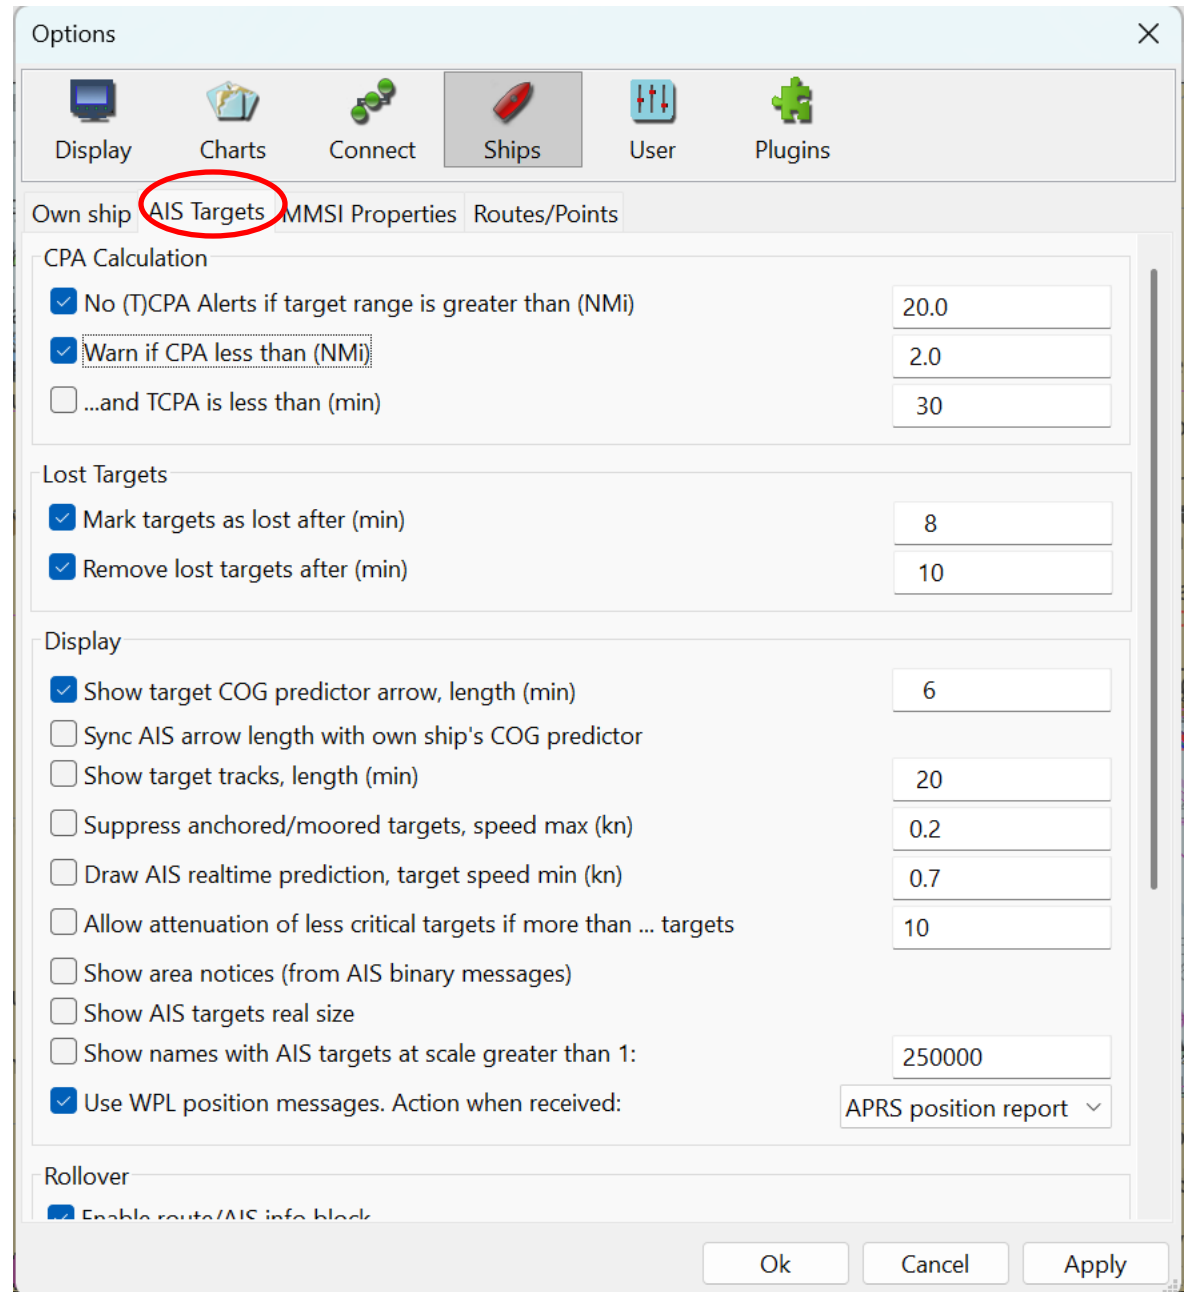 Options
Display Charts Connect Ships User Plugins
Own ship AIS Targets MMSI Properties Routes/Points
CPA Calculation
No (T)CPA Alerts if target range is greater than (NMi) 20.0
Warn if CPA less than (NMi) 2.0
...and TCPA is less than (min) 30
Lost Targets
Mark targets as lost after (min) 8
Remove lost targets after (min) 10
Display
Show target COG predictor arrow, length (min) 6
Sync AIS arrow length with own ship's COG predictor
Show target tracks, length (min) 20
Suppress anchored/moored targets, speed max (kn) 0.2
Draw AIS realtime prediction, target speed min (kn) 0.7
Allow attenuation of less critical targets if more than ... targets 10
Show area notices (from AIS binary messages)
Show AIS targets real size
Show names with AIS targets at scale greater than 1: 250000
Use WPL position messages. Action when received: APRS position report
Rollover
Enable route/AIS info block
Ok Cancel Apply